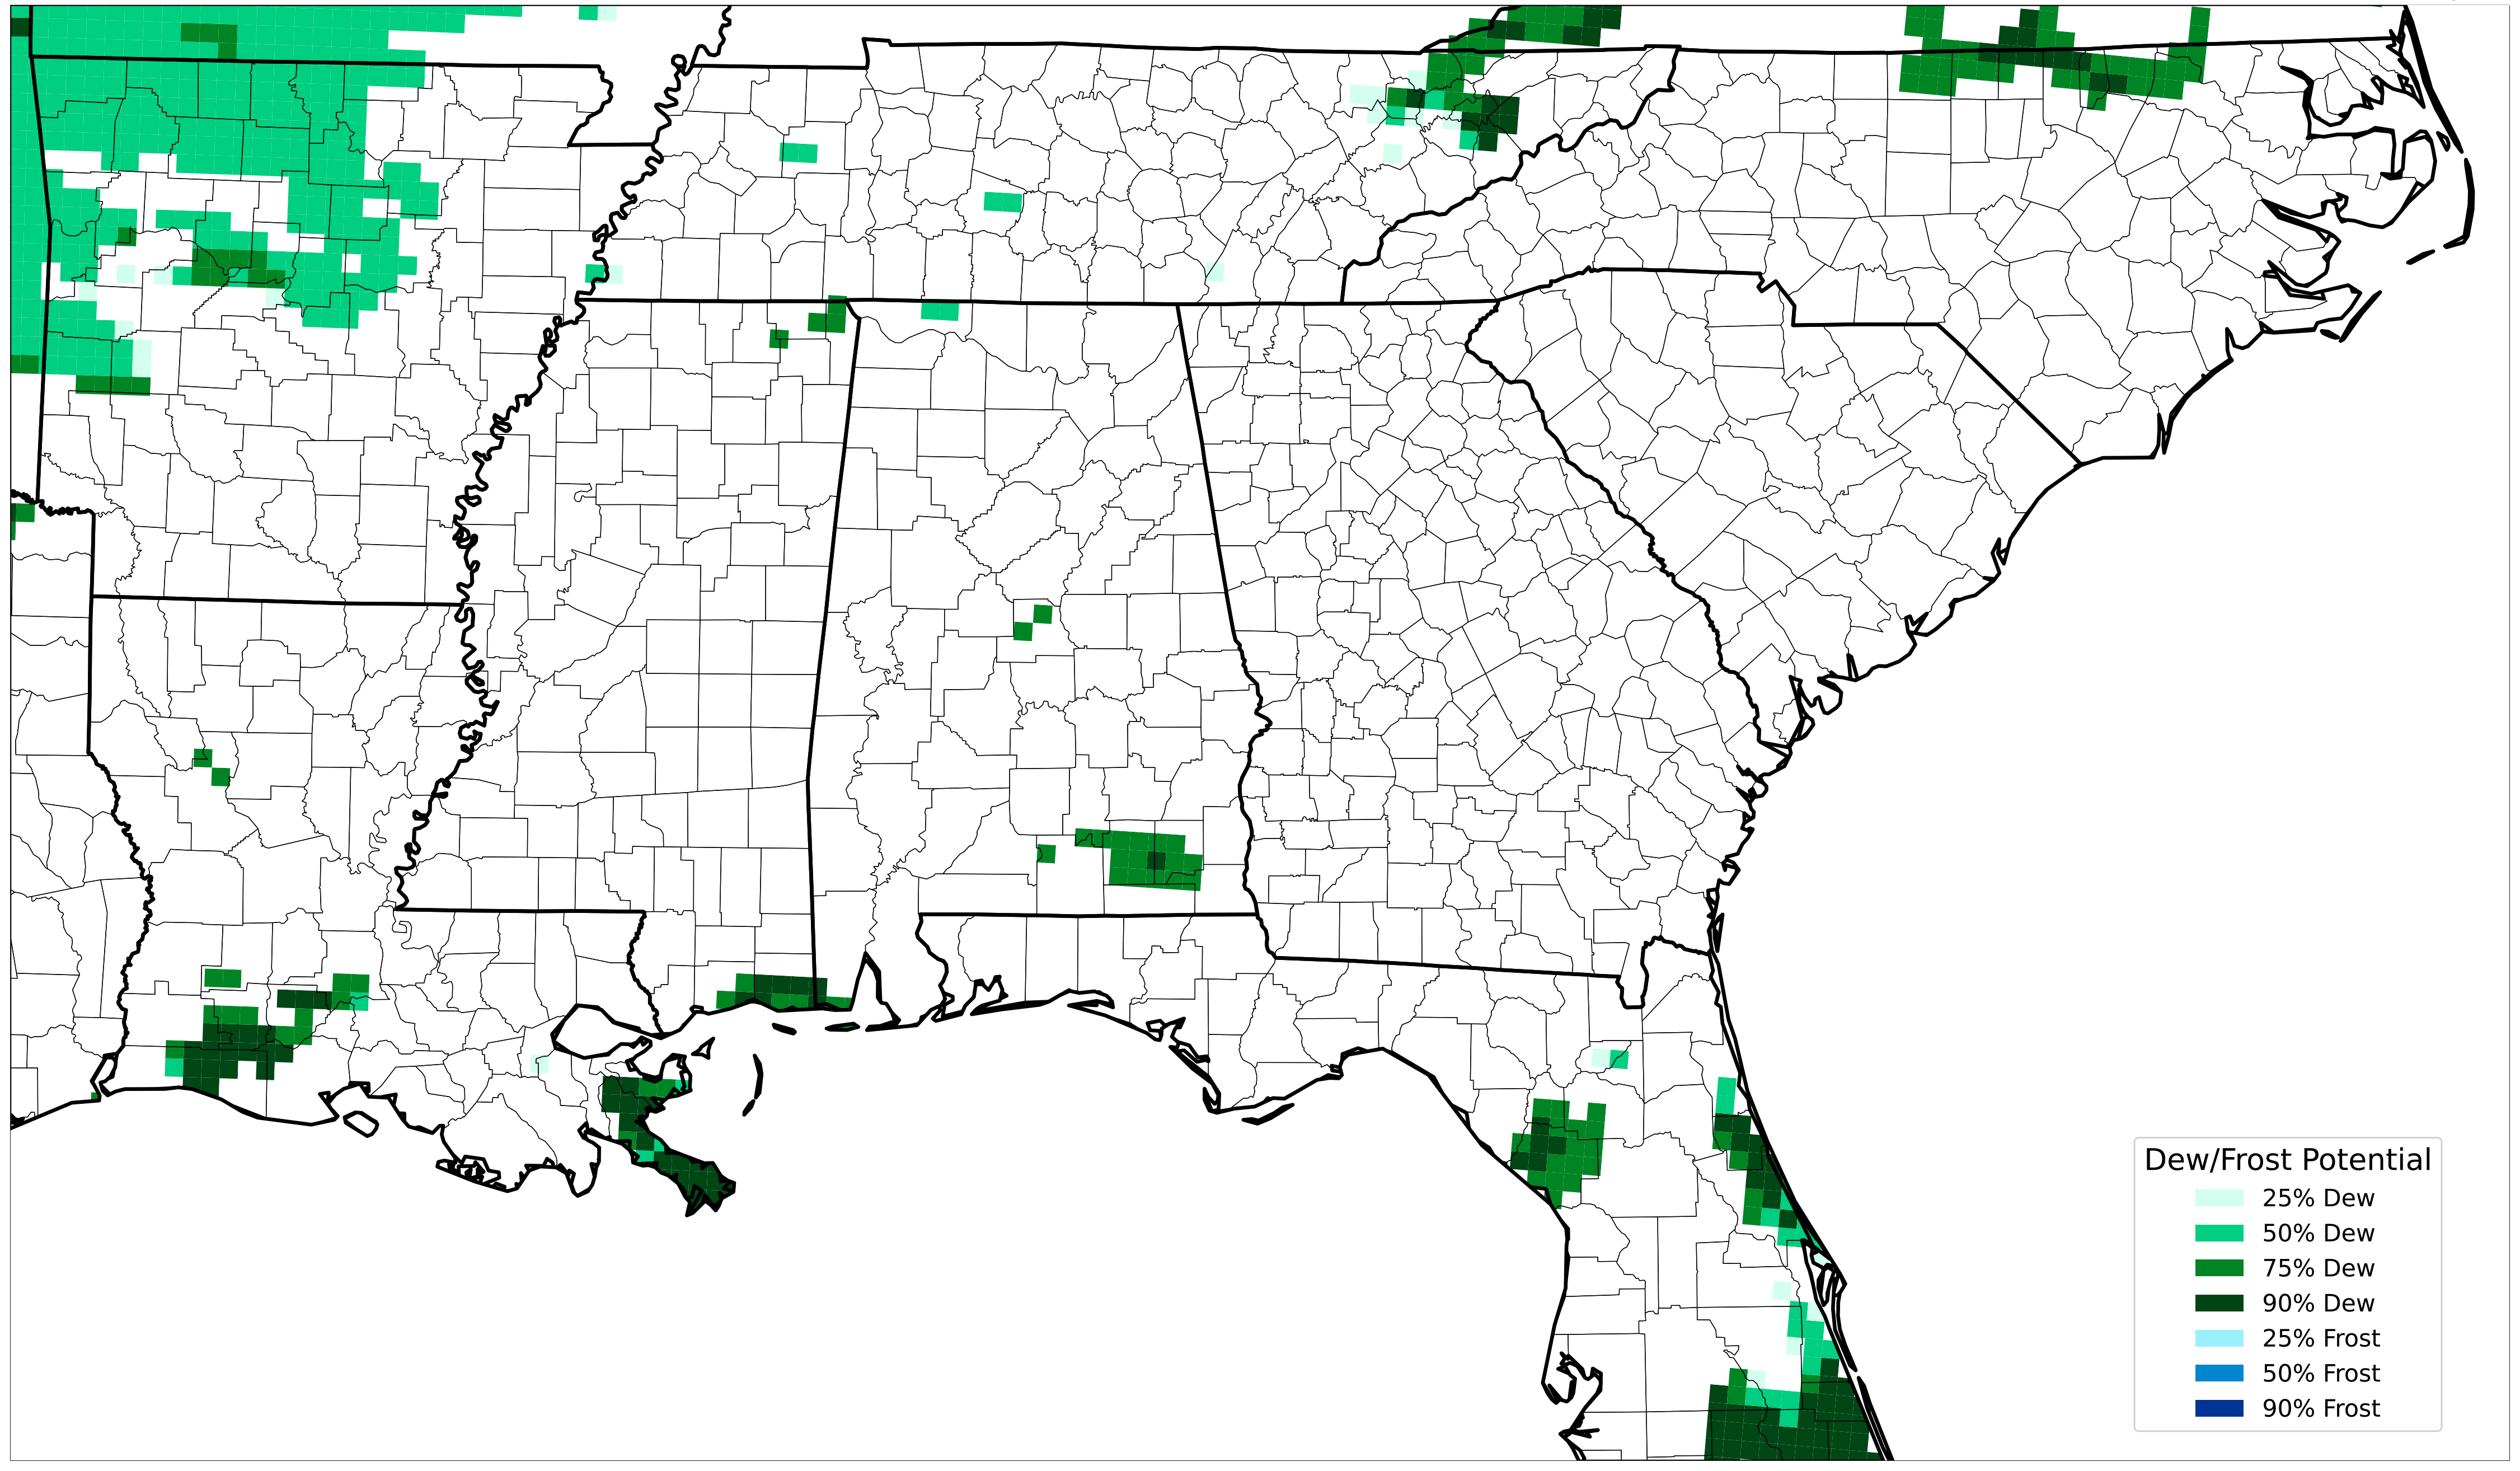 Dew/Frost Potential
25% Dew
50% Dew
75% Dew
90% Dew
25% Frost
50% Frost
90% Frost